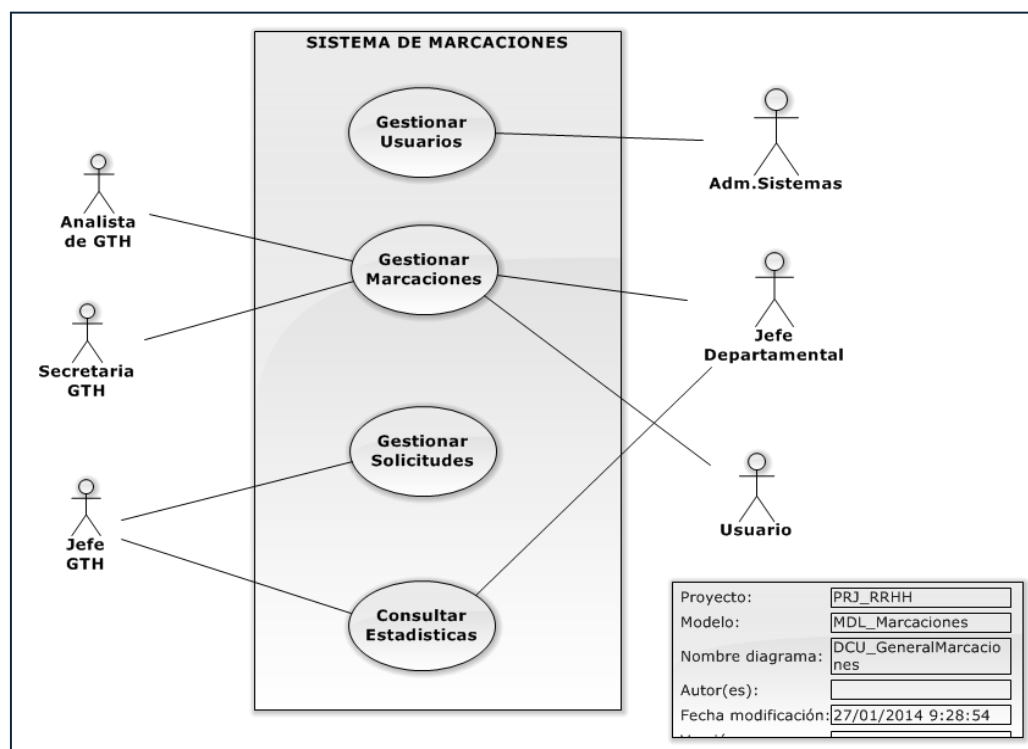 SISTEMA DE MARCACIONES
Gestionar
Usuarios
Adm.Sistemas
Analista
de GTH
Gestionar
Marcaciones
Jefe
Departamental
Secretaria
GTH
Gestionar
Solicitudes
Usuario
Jefe
GTH
Consultar
Estadisticas
Proyecto: PRJ_RRHH
Modelo: MDL_Marcaciones
Nombre diagrama: DCU_GeneralMarcacio
nes
Autor(es):
Fecha modificación: 27/01/2014 9:28:54